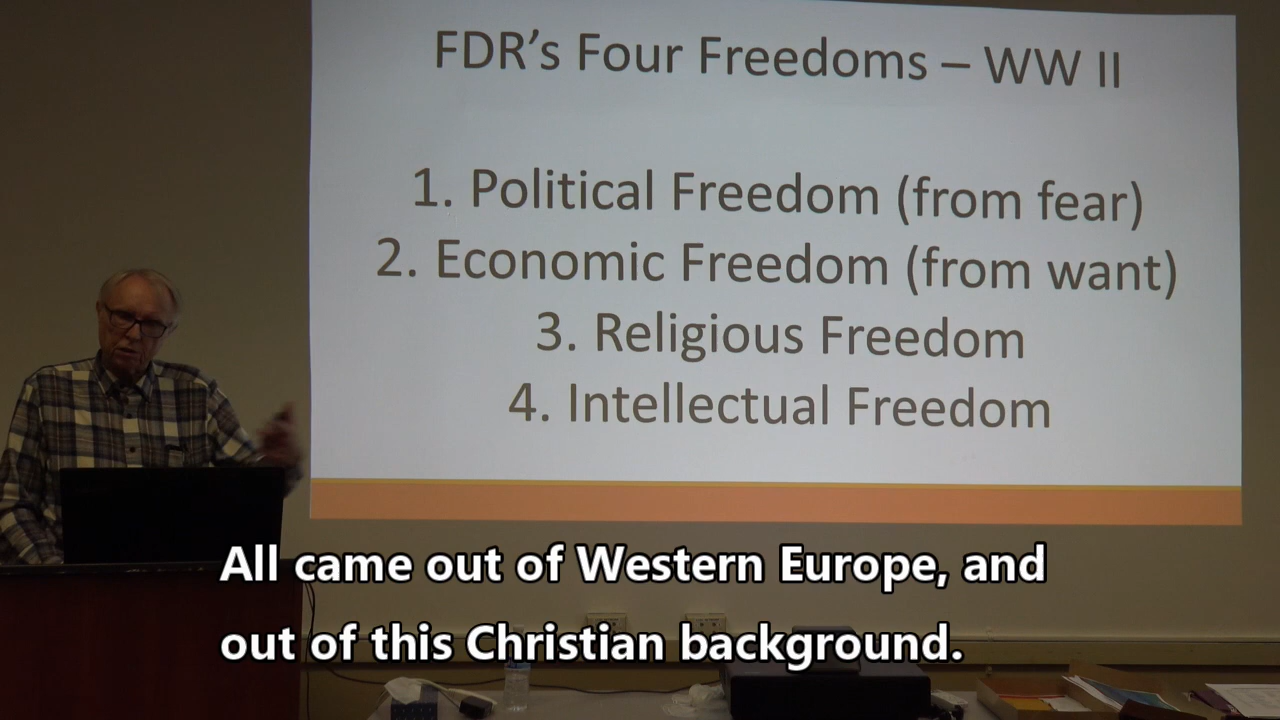 FDR's Four Freedoms – WW II
1. Political Freedom (from fear)
2. Economic Freedom (from want)
3. Religious Freedom
4. Intellectual Freedom
All came out of Western Europe, and
out of this Christian background.